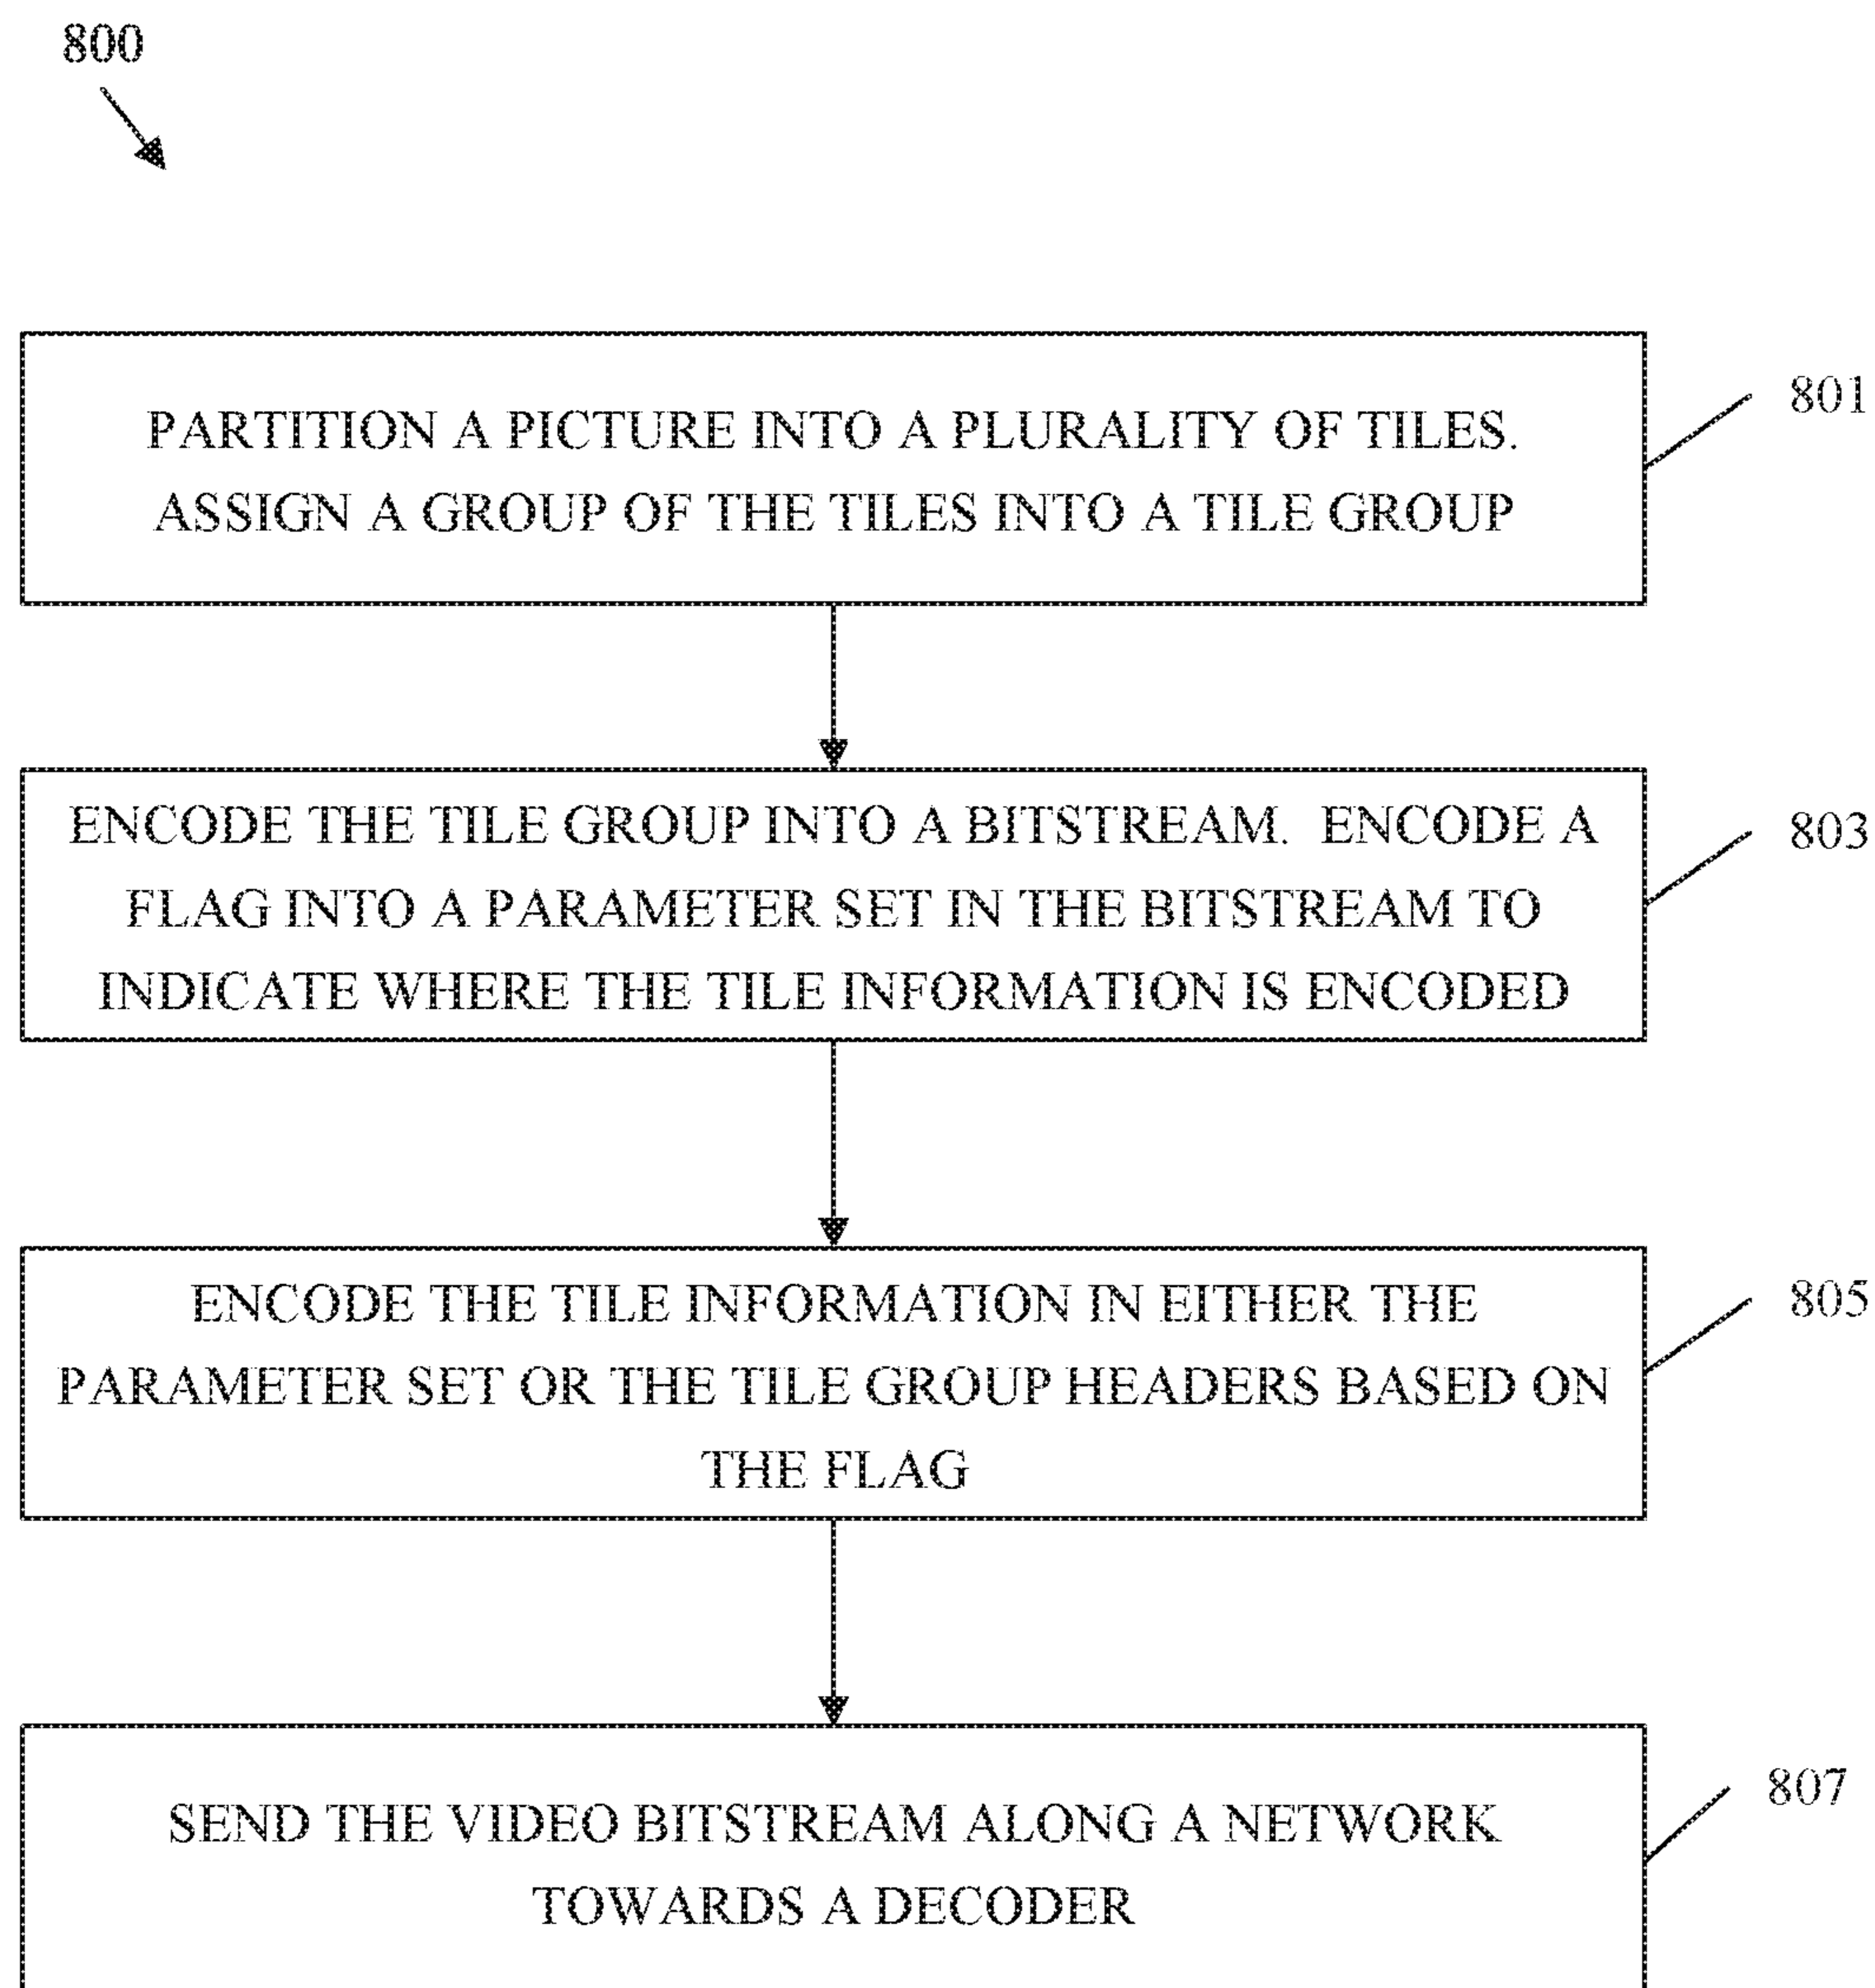 800
PARTITION A PICTURE INTO A PLURALITY OF TILES.
ASSIGN A GROUP OF THE TILES INTO A TILE GROUP
801
ENCODE THE TILE GROUP INTO A BITSTREAM. ENCODE A
FLAG INTO A PARAMETER SET IN THE BITSTREAM TO
INDICATE WHERE THE TILE INFORMATION IS ENCODED
803
ENCODE THE TILE INFORMATION IN EITHER THE
PARAMETER SET OR THE TILE GROUP HEADERS BASED ON
THE FLAG
805
SEND THE VIDEO BITSTREAM ALONG A NETWORK
TOWARDS A DECODER
807